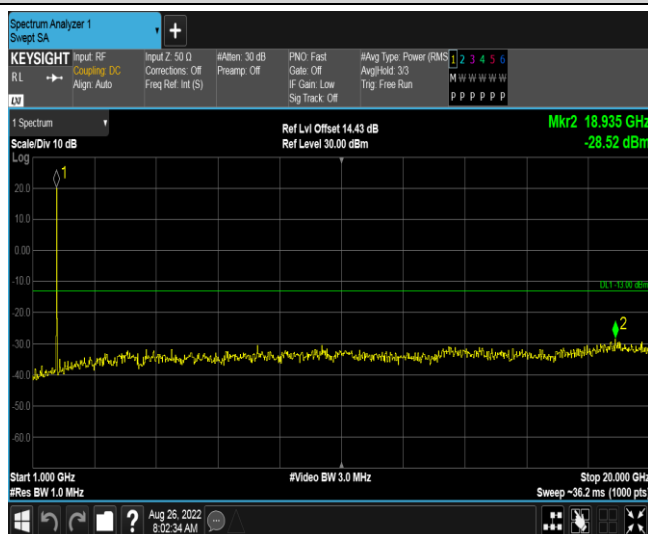 Spectrum Analyzer 1
Swept SA
+
KEYSIGHT Input: RF Input Z: 50 Ω #Atten: 30 dB PNO: Fast #Avg Type: Power (RMS 1 2 3 4 5 6
RL Coupling: DC Corrections: Off Preamp: Off Gate: Off Avg|Hold: 3/3 M W W W W W
Align: Auto Freq Ref: Int (S) IF Gain: Low Trig: Free Run
Sig Track: Off P P P P P P
LXI
1 Spectrum Ref Lvl Offset 14.43 dB Mkr2 18.935 GHz
Scale/Div 10 dB Ref Level 30.00 dBm -28.52 dBm
Log
1
20.0
10.0
0.00
-10.0
DL1 -13.00 dBm
2
-30.0
-40.0
-50.0
-60.0
Start 1.000 GHz #Video BW 3.0 MHz Stop 20.000 GHz
#Res BW 1.0 MHz Sweep ~36.2 ms (1000 pts)
? Aug 26, 2022
8:02:34 AM